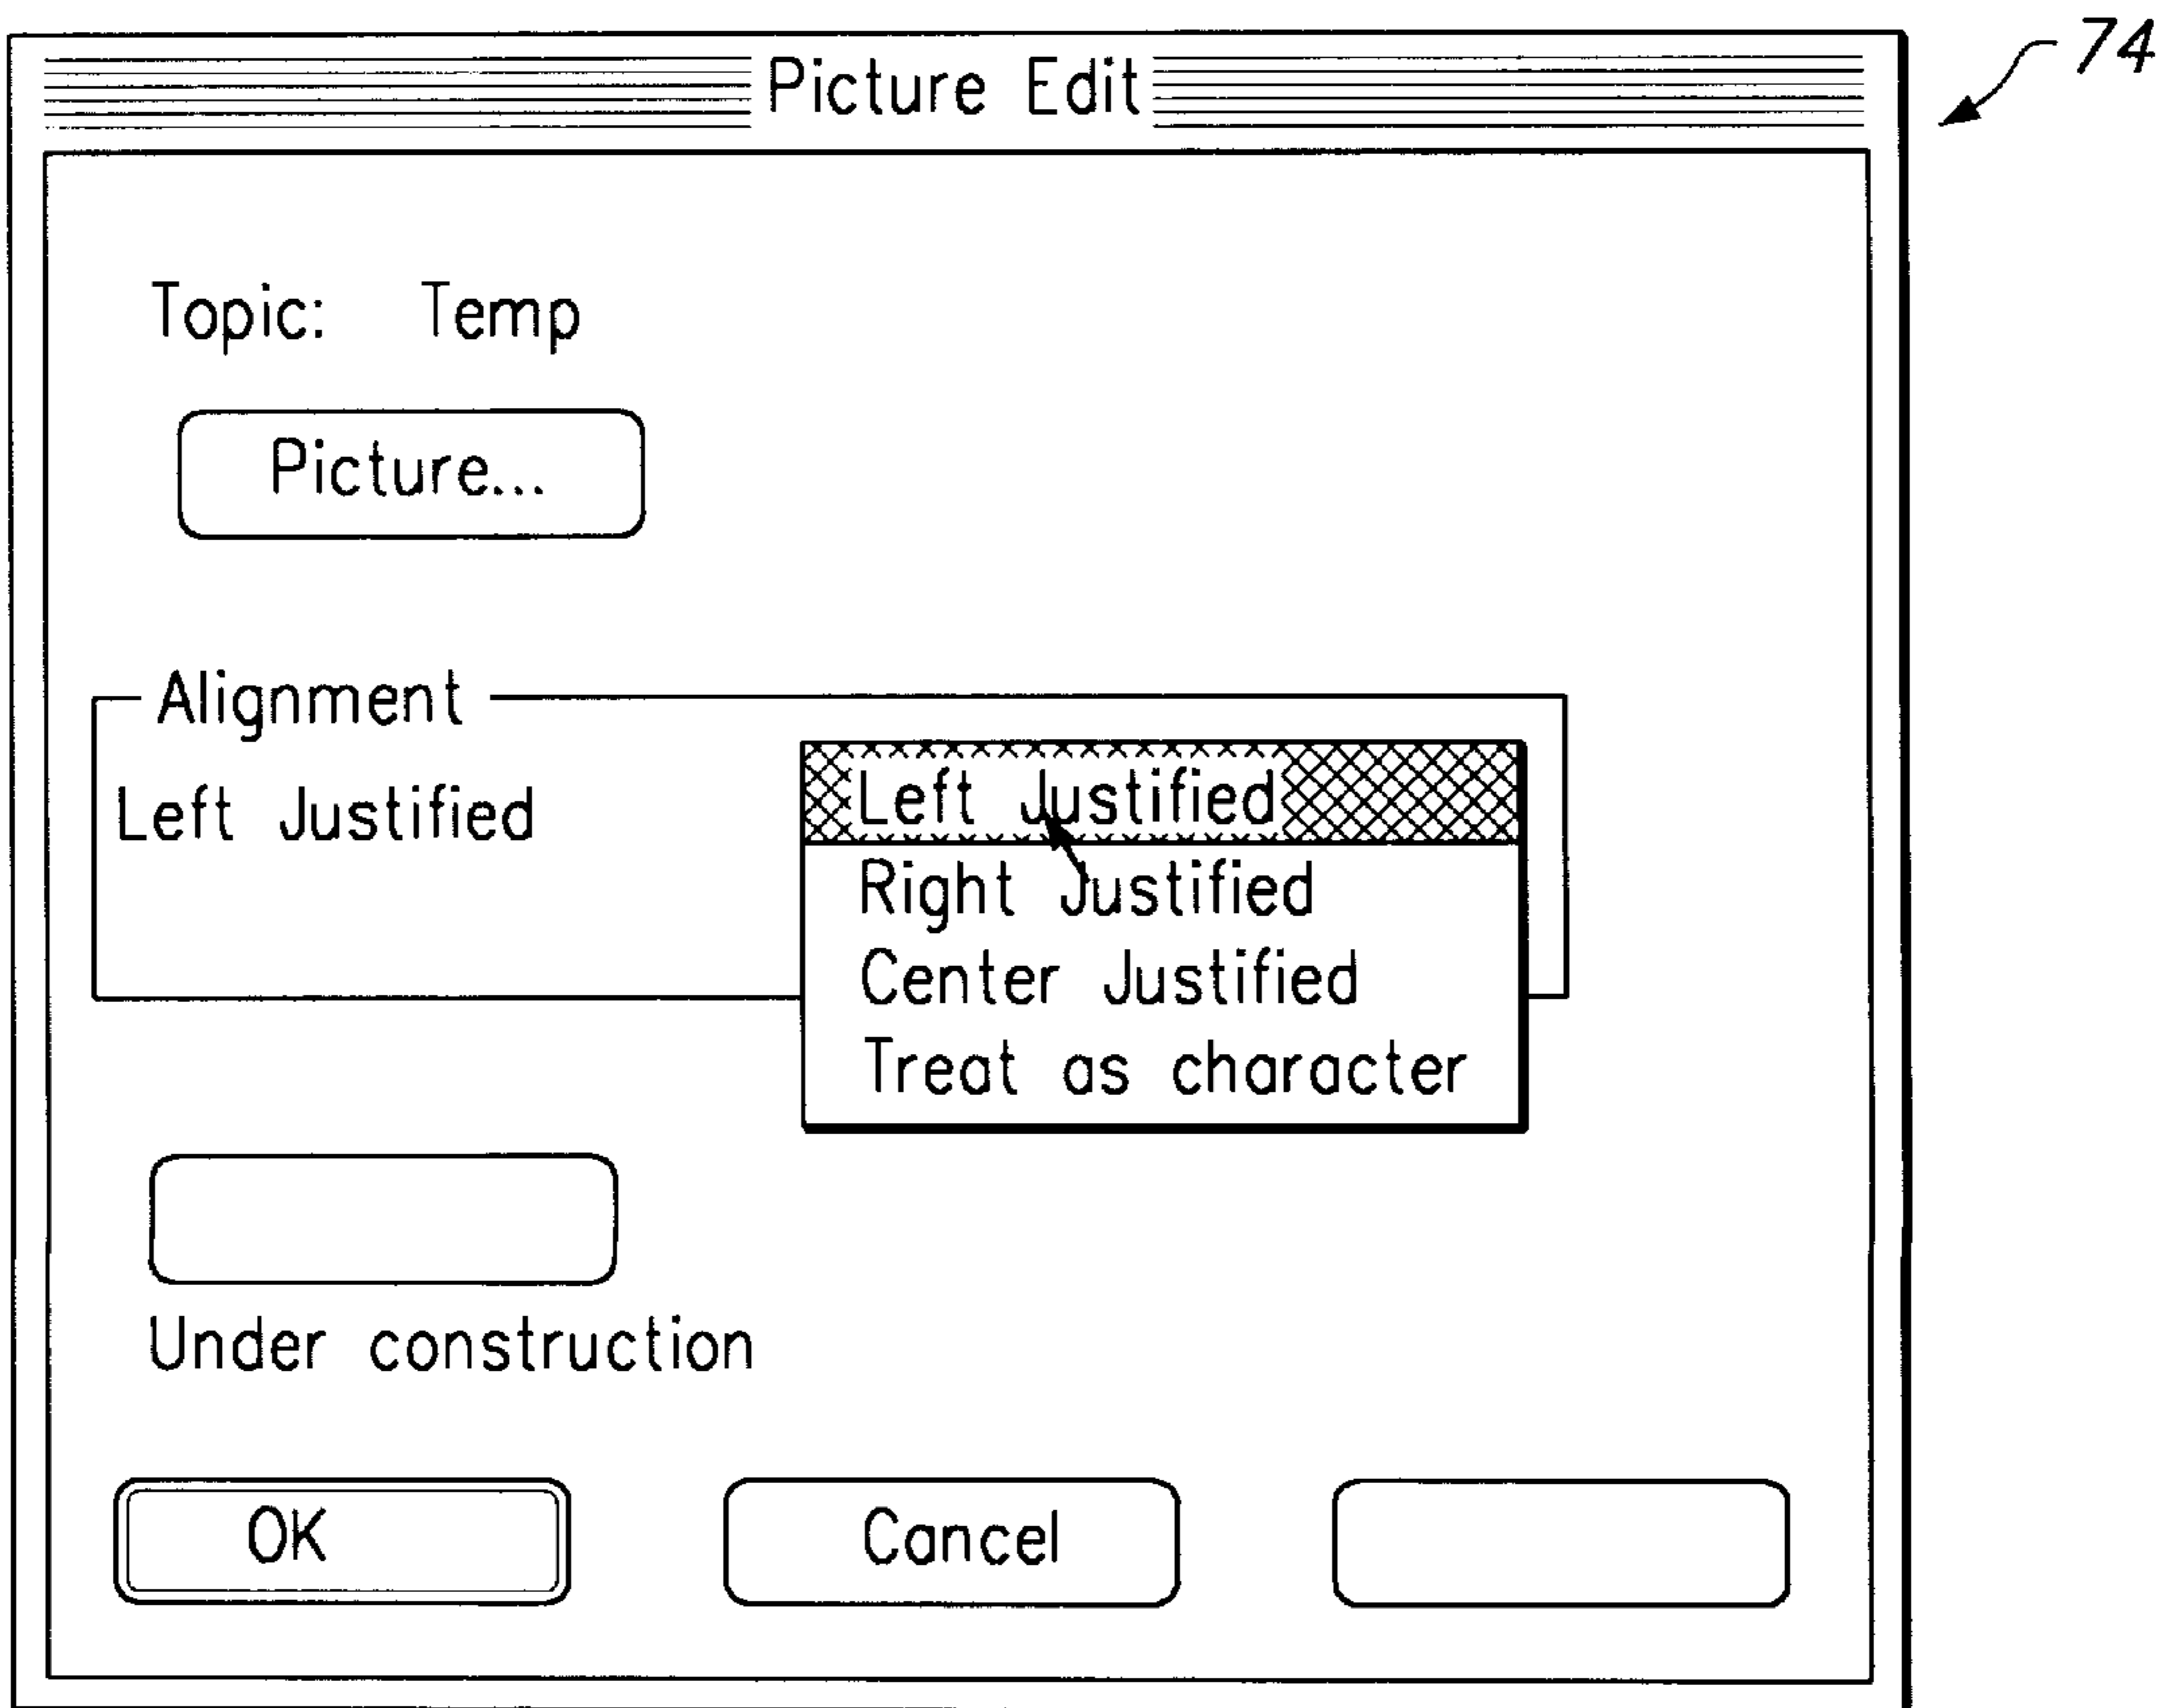 74
Picture Edit
Topic: Temp
Picture...
Alignment
Left Justified
Left Justified
Right Justified
Center Justified
Treat as character
Under construction
OK
Cancel